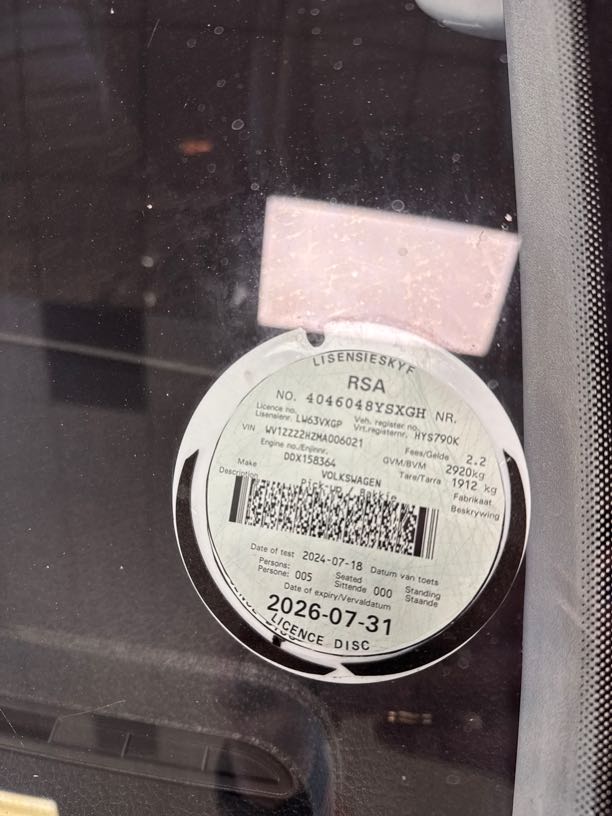 LISENSIESKYF
RSA
NO. 4046048YSXGH NR.
Licence no. Veh. register no.
Lisensienr. LW63VXGP Vrt.registernr. HYS790K
VIN WV1ZZZ2HZMA006021 Fees/Gelde 2.2
Engine no./Enjinnr. GVM/BVM 2920kg
DDX158364 Tare/Tarra 1912 kg
Make VOLKSWAGEN Fabrikaat
Description Pick-up / Bakkie Beskrywing
Date of test 2024-07-18 Datum van toets
Persons: Seated Standing
Persone: 005 Sittende 000 Staande
Date of expiry/Vervaldatum
2026-07-31
LICENCE DISC